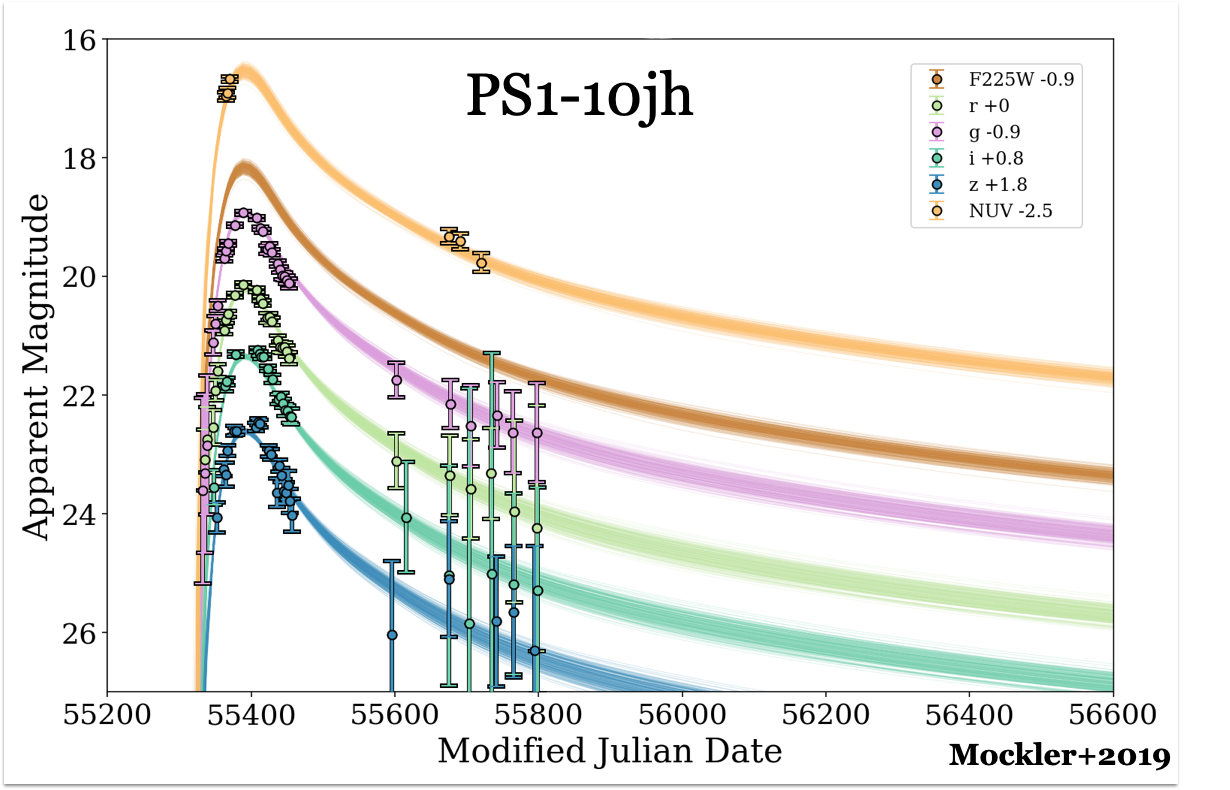 PS1-10jh
16
18
20
22
24
26
Apparent Magnitude
F225W -0.9
r +0
g -0.9
i +0.8
z +1.8
NUV -2.5
55200 55400 55600 55800 56000 56200 56400 56600
Modified Julian Date
Mockler+2019